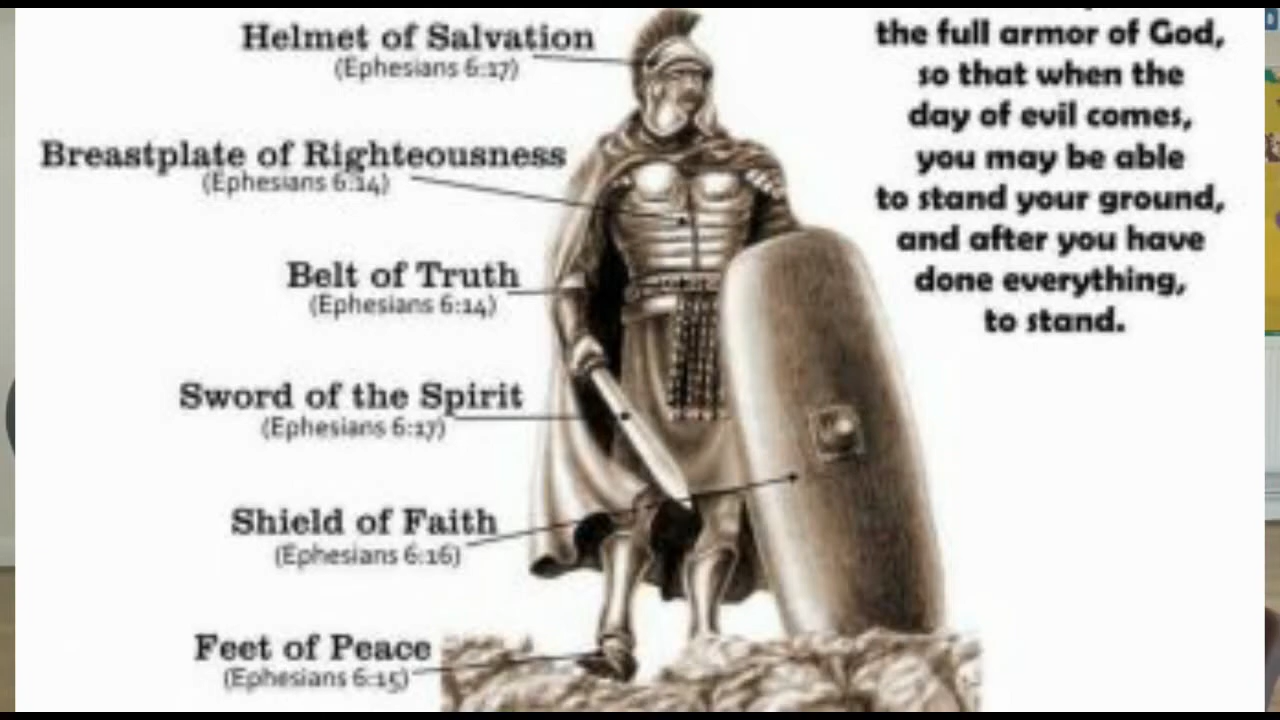 Helmet of Salvation
(Ephesians 6:17)
Breastplate of Righteousness
(Ephesians 6:14)
Belt of Truth
(Ephesians 6:14)
Sword of the Spirit
(Ephesians 6:17)
Shield of Faith
(Ephesians 6:16)
Feet of Peace
(Ephesians 6:15)
the full armor of God,
so that when the
day of evil comes,
you may be able
to stand your ground,
and after you have
done everything,
to stand.